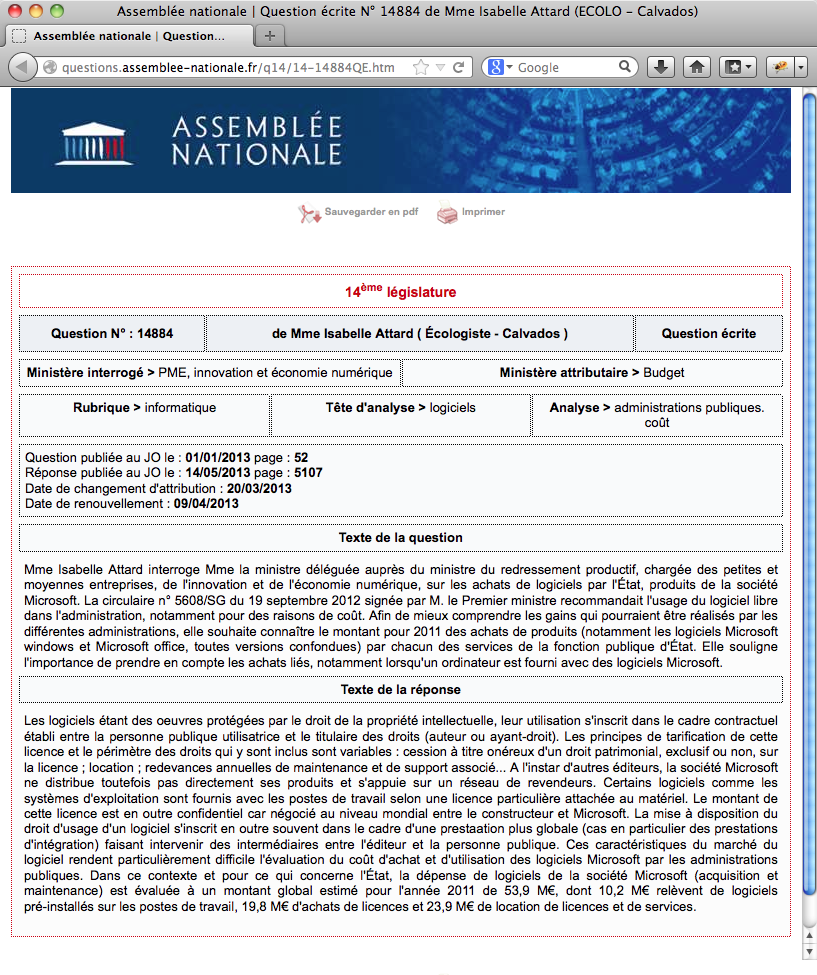 Assemblée nationale | Question écrite N° 14884 de Mme Isabelle Attard (ECOLO – Calvados)
Assemblée nationale | Question...
questions.assemblee-nationale.fr/q14/14-14884QE.htm
Google
ASSEMBLÉE
NATIONALE
Sauvegarder en pdf
Imprimer
14ème législature
Question N° : 14884
de Mme Isabelle Attard ( Écologiste - Calvados )
Question écrite
Ministère interrogé > PME, innovation et économie numérique
Ministère attributaire > Budget
Rubrique > informatique
Tête d'analyse > logiciels
Analyse > administrations publiques.
coût
Question publiée au JO le : 01/01/2013 page : 52
Réponse publiée au JO le : 14/05/2013 page : 5107
Date de changement d'attribution : 20/03/2013
Date de renouvellement : 09/04/2013
Texte de la question
Mme Isabelle Attard interroge Mme la ministre déléguée auprès du ministre du redressement productif, chargée des petites et
moyennes entreprises, de l'innovation et de l'économie numérique, sur les achats de logiciels par l'État, produits de la société
Microsoft. La circulaire n° 5608/SG du 19 septembre 2012 signée par M. le Premier ministre recommandait l'usage du logiciel libre
dans l'administration, notamment pour des raisons de coût. Afin de mieux comprendre les gains qui pourraient être réalisés par les
différentes administrations, elle souhaite connaître le montant pour 2011 des achats de produits (notamment les logiciels Microsoft
windows et Microsoft office, toutes versions confondues) par chacun des services de la fonction publique d'État. Elle souligne
l'importance de prendre en compte les achats liés, notamment lorsqu'un ordinateur est fourni avec des logiciels Microsoft.
Texte de la réponse
Les logiciels étant des oeuvres protégées par le droit de la propriété intellectuelle, leur utilisation s'inscrit dans le cadre contractuel
établi entre la personne publique utilisatrice et le titulaire des droits (auteur ou ayant-droit). Les principes de tarification de cette
licence et le périmètre des droits qui y sont inclus sont variables : cession à titre onéreux d'un droit patrimonial, exclusif ou non, sur
la licence ; location ; redevances annuelles de maintenance et de support associé... A l'instar d'autres éditeurs, la société Microsoft
ne distribue toutefois pas directement ses produits et s'appuie sur un réseau de revendeurs. Certains logiciels comme les
systèmes d'exploitation sont fournis avec les postes de travail selon une licence particulière attachée au matériel. Le montant de
cette licence est en outre confidentiel car négocié au niveau mondial entre le constructeur et Microsoft. La mise à disposition du
droit d'usage d'un logiciel s'inscrit en outre souvent dans le cadre d'une prestaation plus globale (cas en particulier des prestations
d'intégration) faisant intervenir des intermédiaires entre l'éditeur et la personne publique. Ces caractéristiques du marché du
logiciel rendent particulièrement difficile l'évaluation du coût d'achat et d'utilisation des logiciels Microsoft par les administrations
publiques. Dans ce contexte et pour ce qui concerne l'État, la dépense de logiciels de la société Microsoft (acquisition et
maintenance) est évaluée à un montant global estimé pour l'année 2011 de 53,9 M€, dont 10,2 M€ relèvent de logiciels
pré-installés sur les postes de travail, 19,8 M€ d'achats de licences et 23,9 M€ de location de licences et de services.